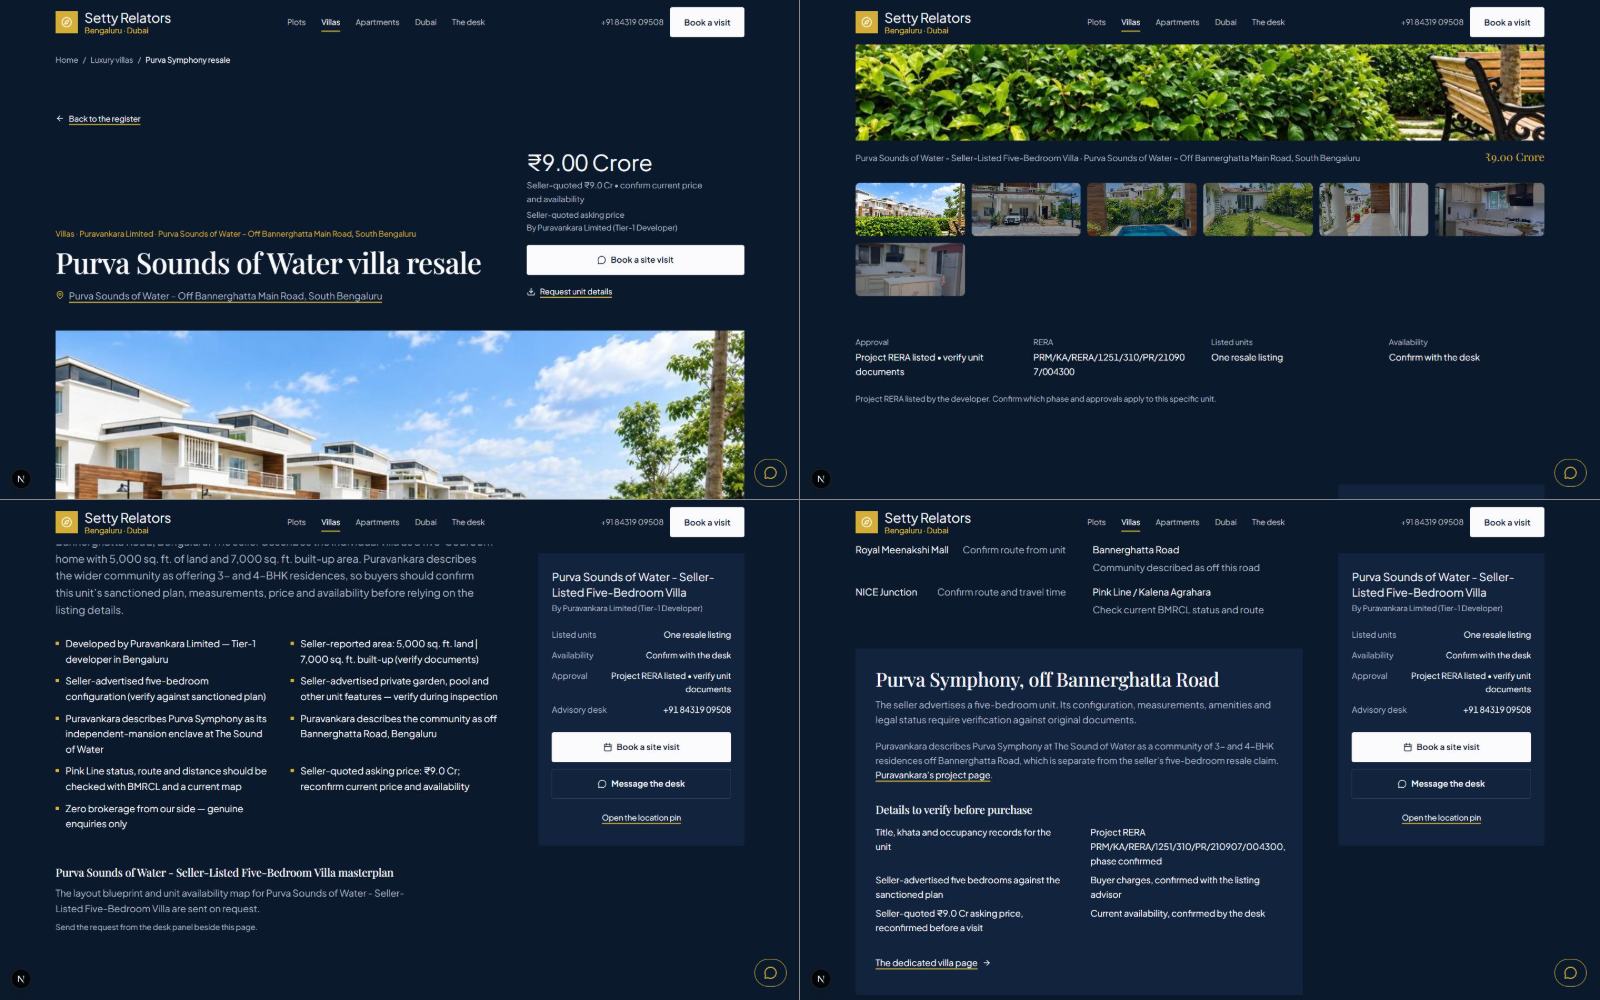 Setty Relators
Bengaluru · Dubai
Plots Villas Apartments Dubai The desk
+91 84319 09508
Book a visit
Home / Luxury villas / Purva Symphony resale
Back to the register
₹9.00 Crore
Seller-quoted ₹9.0 Cr • confirm current price
and availability
Seller-quoted asking price
By Puravankara Limited (Tier-1 Developer)
Villas · Puravankara Limited · Purva Sounds of Water – Off Bannerghatta Main Road, South Bengaluru
Purva Sounds of Water villa resale
Book a site visit
Purva Sounds of Water – Off Bannerghatta Main Road, South Bengaluru
Request unit details
N
Setty Relators
Bengaluru · Dubai
Plots Villas Apartments Dubai The desk
+91 84319 09508
Book a visit
Purva Sounds of Water - Seller-Listed Five-Bedroom Villa · Purva Sounds of Water – Off Bannerghatta Main Road, South Bengaluru
₹9.00 Crore
Approval
Project RERA listed • verify unit
documents
RERA
PRM/KA/RERA/1251/310/PR/21090
7/004300
Listed units
One resale listing
Availability
Confirm with the desk
Project RERA listed by the developer. Confirm which phase and approvals apply to this specific unit.
N
Setty Relators
Bengaluru · Dubai
Plots Villas Apartments Dubai The desk
+91 84319 09508
Book a visit
home with 5,000 sq. ft. of land and 7,000 sq. ft. built-up area. Puravankara describes
the wider community as offering 3– and 4–BHK residences, so buyers should confirm
this unit's sanctioned plan, measurements, price and availability before relying on the
listing details.
Developed by Puravankara Limited — Tier-1
developer in Bengaluru
Seller-reported area: 5,000 sq. ft. land |
7,000 sq. ft. built-up (verify documents)
Seller-advertised five-bedroom
configuration (verify against sanctioned plan)
Seller-advertised private garden, pool and
other unit features — verify during inspection
Puravankara describes Purva Symphony as its
independent-mansion enclave at The Sound
of Water
Puravankara describes the community as off
Bannerghatta Road, Bengaluru
Pink Line status, route and distance should be
checked with BMRCL and a current map
Seller-quoted asking price: ₹9.0 Cr;
reconfirm current price and availability
Zero brokerage from our side — genuine
enquiries only
Purva Sounds of Water - Seller-Listed Five-Bedroom Villa masterplan
The layout blueprint and unit availability map for Purva Sounds of Water - Seller-
Listed Five-Bedroom Villa are sent on request.
Send the request from the desk panel beside this page.
Purva Sounds of Water - Seller-
Listed Five-Bedroom Villa
By Puravankara Limited (Tier-1 Developer)
Listed units One resale listing
Availability Confirm with the desk
Approval Project RERA listed • verify unit
documents
Advisory desk +91 84319 09508
Book a site visit
Message the desk
Open the location pin
N
Setty Relators
Bengaluru · Dubai
Plots Villas Apartments Dubai The desk
+91 84319 09508
Book a visit
Royal Meenakshi Mall Confirm route from unit
Bannerghatta Road
Community described as off this road
NICE Junction Confirm route and travel time
Pink Line / Kalena Agrahara
Check current BMRCL status and route
Purva Symphony, off Bannerghatta Road
The seller advertises a five-bedroom unit. Its configuration, measurements, amenities and
legal status require verification against original documents.
Puravankara describes Purva Symphony at The Sound of Water as a community of 3– and 4–BHK
residences off Bannerghatta Road, which is separate from the seller's five-bedroom resale claim.
Puravankara's project page.
Details to verify before purchase
Title, khata and occupancy records for the
unit
Project RERA
PRM/KA/RERA/1251/310/PR/210907/004300,
phase confirmed
Seller-advertised five bedrooms against the
sanctioned plan
Buyer charges, confirmed with the listing
advisor
Seller-quoted ₹9.0 Cr asking price,
reconfirmed before a visit
Current availability, confirmed by the desk
The dedicated villa page
Purva Sounds of Water - Seller-
Listed Five-Bedroom Villa
By Puravankara Limited (Tier-1 Developer)
Listed units One resale listing
Availability Confirm with the desk
Approval Project RERA listed • verify unit
documents
Advisory desk +91 84319 09508
Book a site visit
Message the desk
Open the location pin
N